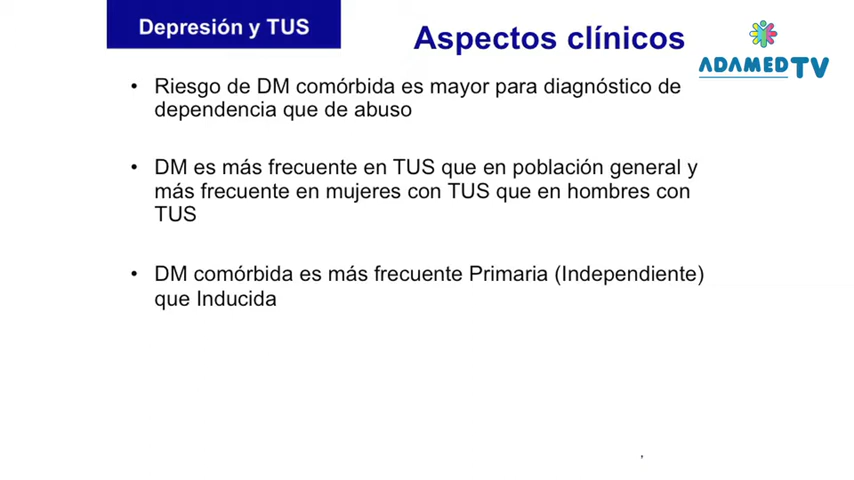 Depresión y TUS
Aspectos clínicos
ADAMED TV
• Riesgo de DM comórbida es mayor para diagnóstico de
dependencia que de abuso
• DM es más frecuente en TUS que en población general y
más frecuente en mujeres con TUS que en hombres con
TUS
• DM comórbida es más frecuente Primaria (Independiente)
que Inducida
,